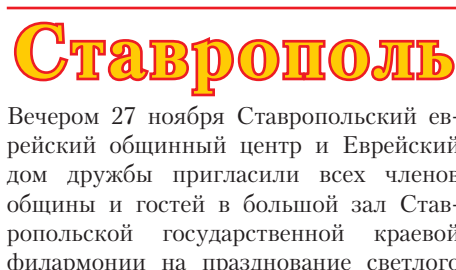 Ставрополь
Вечером 27 ноября Ставропольский ев-
рейский общинный центр и Еврейский
дом дружбы пригласили всех членов
общины и гостей в большой зал Став-
ропольской государственной краевой
филармонии на празднование светлого